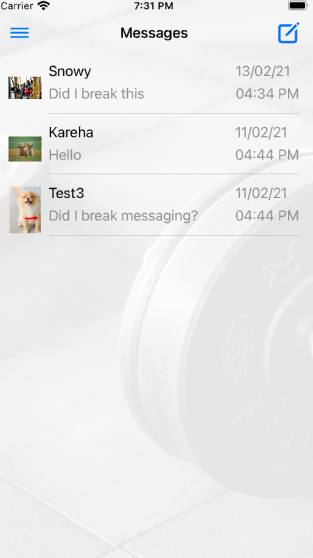 Carrier 7:31 PM
Messages
Snowy 13/02/21
Did I break this 04:34 PM
Kareha 11/02/21
Hello 04:44 PM
Test3 11/02/21
Did I break messaging? 04:44 PM